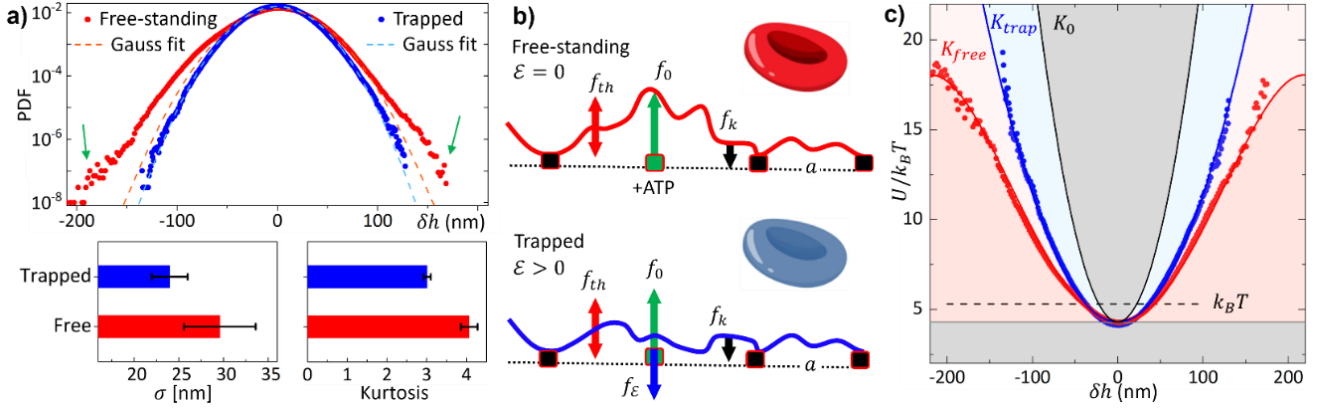 a)
Free-standing
Gauss fit
Trapped
Gauss fit
PDF
10⁻²
10⁻⁴
10⁻⁶
10⁻⁸
-200 -100 0 100
δh (nm)
Trapped
Free
20 25 30 35
σ [nm]
0 1 2 3 4
Kurtosis
b)
Free-standing
ℰ = 0
f_th
f_0
f_k
a
+ATP
Trapped
ℰ > 0
f_th
f_0
f_k
a
f_ℰ
c)
K_free
K_trap
K_0
U/k_BT
20
15
10
5
k_BT
-200 -100 0 100 200
δh (nm)